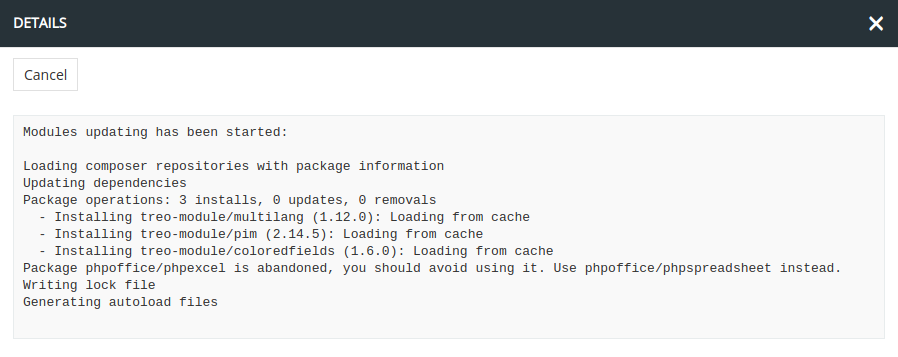 DETAILS
Cancel
Modules updating has been started:
Loading composer repositories with package information
Updating dependencies
Package operations: 3 installs, 0 updates, 0 removals
- Installing treo-module/multilang (1.12.0): Loading from cache
- Installing treo-module/pim (2.14.5): Loading from cache
- Installing treo-module/coloredfields (1.6.0): Loading from cache
Package phpoffice/phpexcel is abandoned, you should avoid using it. Use phpoffice/phpspreadsheet instead.
Writing lock file
Generating autoload files